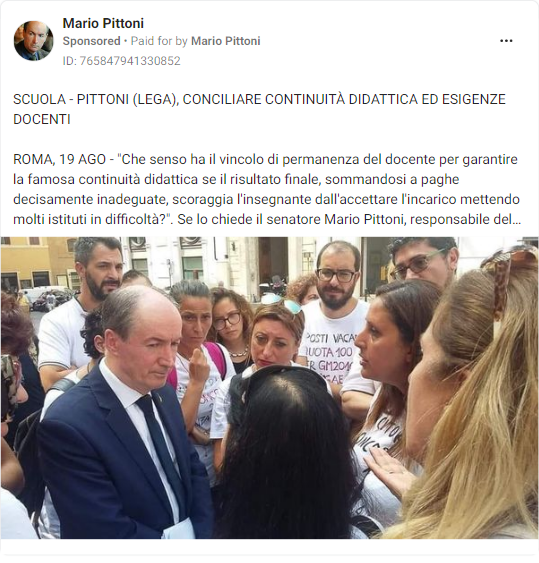 Mario Pittoni
Sponsored • Paid for by Mario Pittoni
ID: 765847941330852
SCUOLA - PITTONI (LEGA), CONCILIARE CONTINUITÀ DIDATTICA ED ESIGENZE
DOCENTI
ROMA, 19 AGO - "Che senso ha il vincolo di permanenza del docente per garantire
la famosa continuità didattica se il risultato finale, sommandosi a paghe
decisamente inadeguate, scoraggia l'insegnante dall'accettare l'incarico mettendo
molti istituti in difficoltà?". Se lo chiede il senatore Mario Pittoni, responsabile del...
POSTI VACA
QUOTA 100